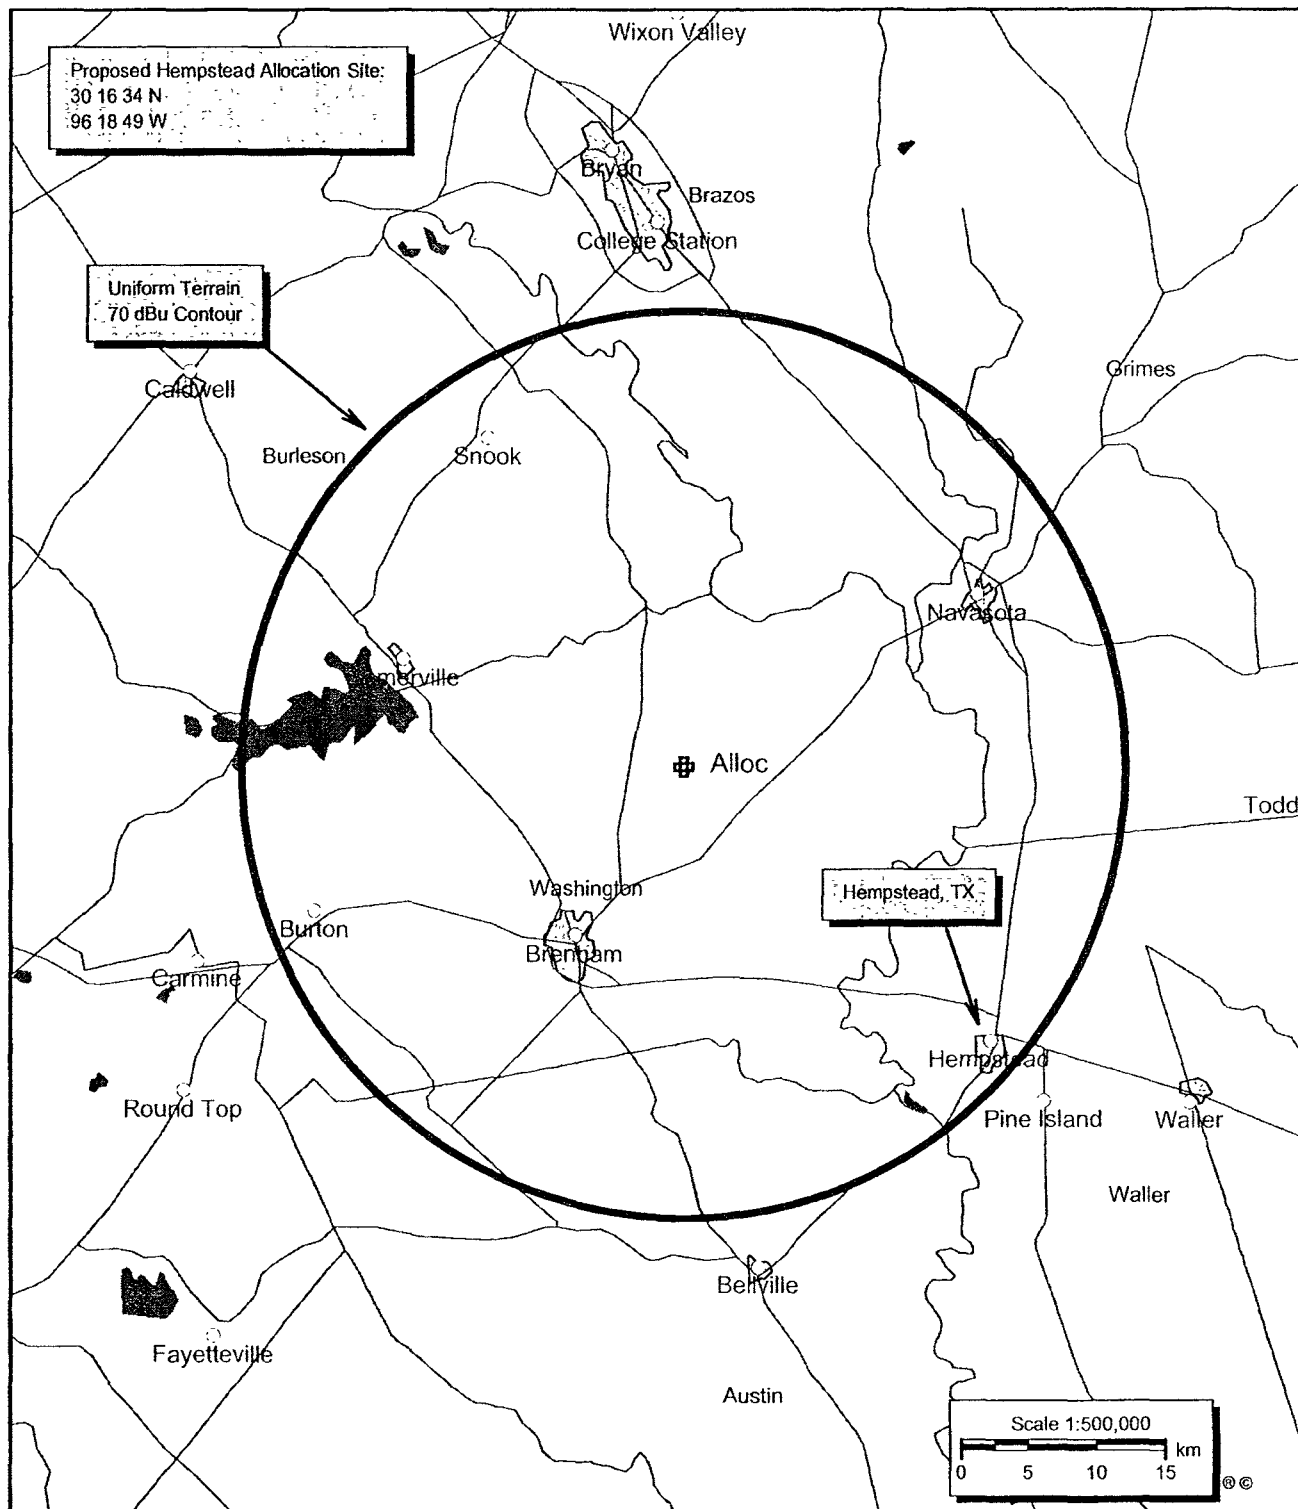 Wixon Valley
Proposed Hempstead Allocation Site:
30 16 34 N
96 18 49 W
Bryan
Brazos
College Station
Uniform Terrain
70 dBu Contour
Caldwell
Grimes
Burleson
Snook
Navasota
merville
Alloc
Todd
Washington
Hempstead, TX
Burton
Brenham
Carmine
Hempstead
Round Top
Pine Island
Waller
Waller
Bellville
Fayetteville
Austin
Scale 1:500,000
km
0 5 10 15
®©